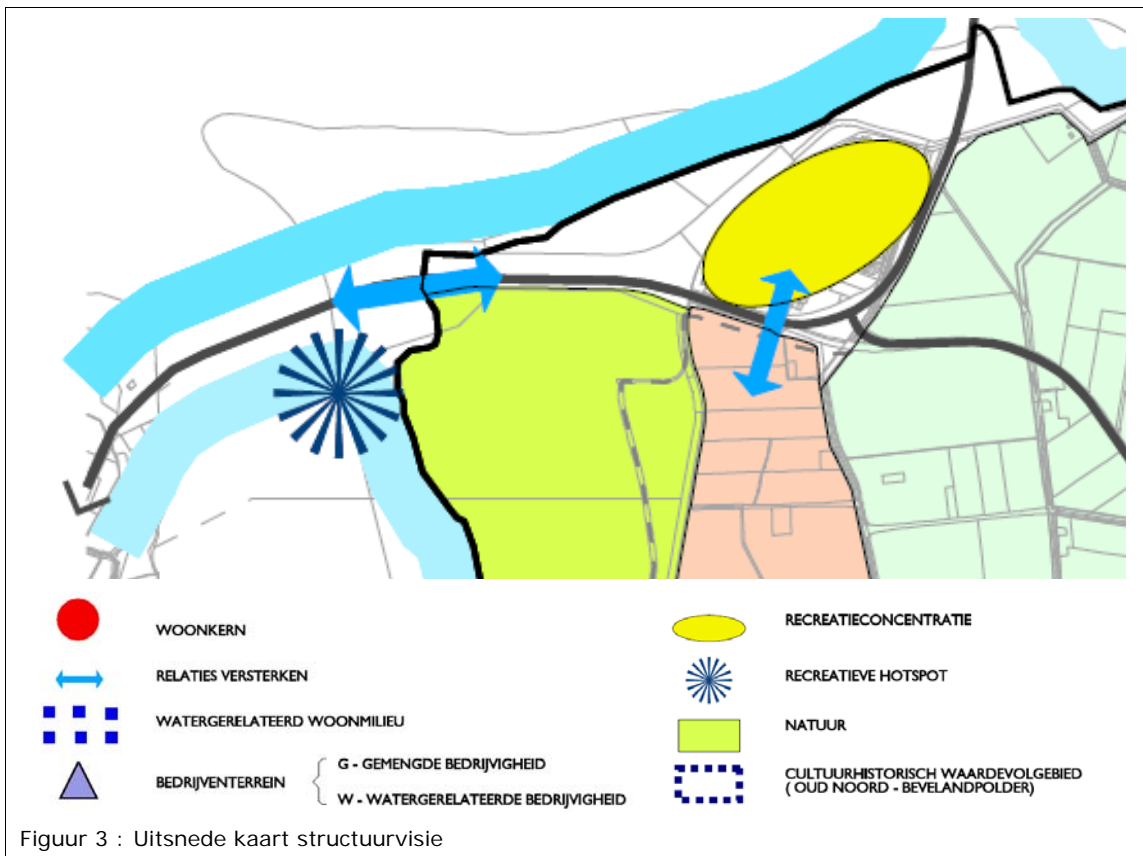 WOONKERN
RELATIES VERSTERKEN
WATERGERELATEERD WOONMILIEU
BEDRIJVENTERREIN
G - GEMENGDE BEDRIJVIGHEID
W - WATERGERELATEERDE BEDRIJVIGHEID
RECREATIECONCENTRATIE
RECREATIEVE HOTSPOT
NATUUR
CULTUURHISTORISCH WAARDEVOLGEBIED
( OUD NOORD - BEVELANDPOLDER)
Figuur 3 : Uitsnede kaart structuurvisie